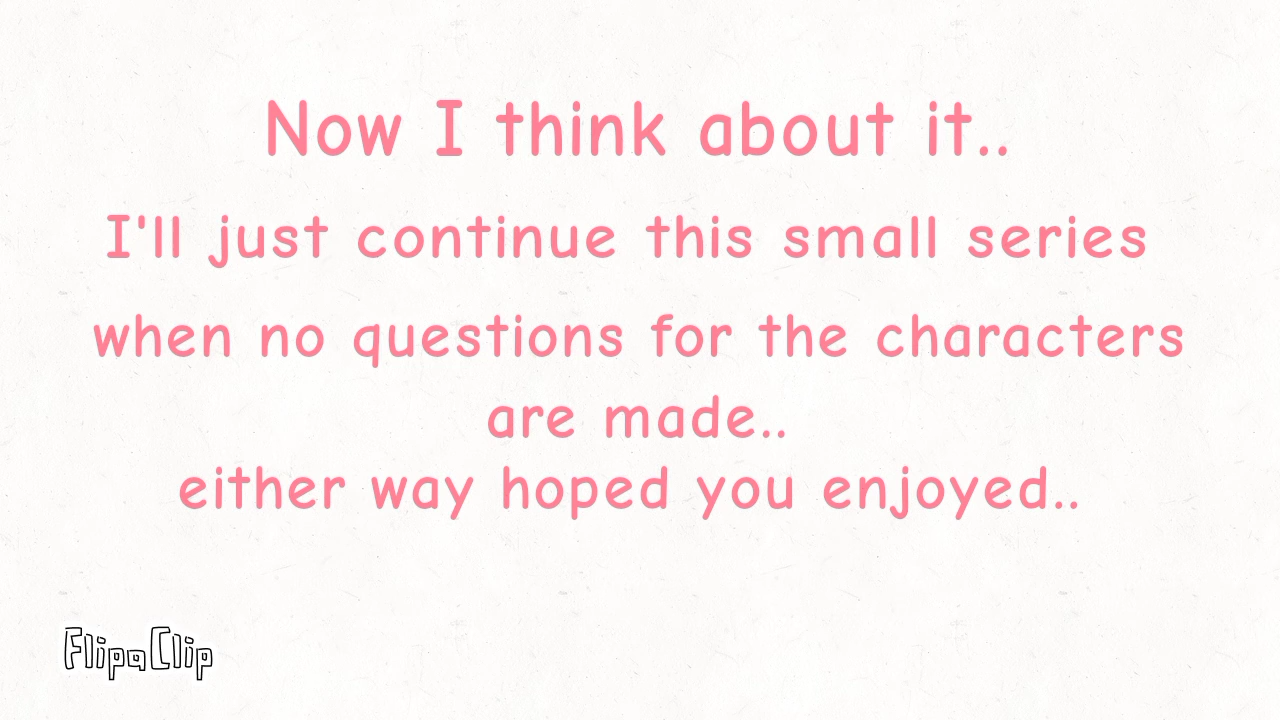 Now I think about it..
I'll just continue this small series
when no questions for the characters
are made..
either way hoped you enjoyed..
FlipaClip